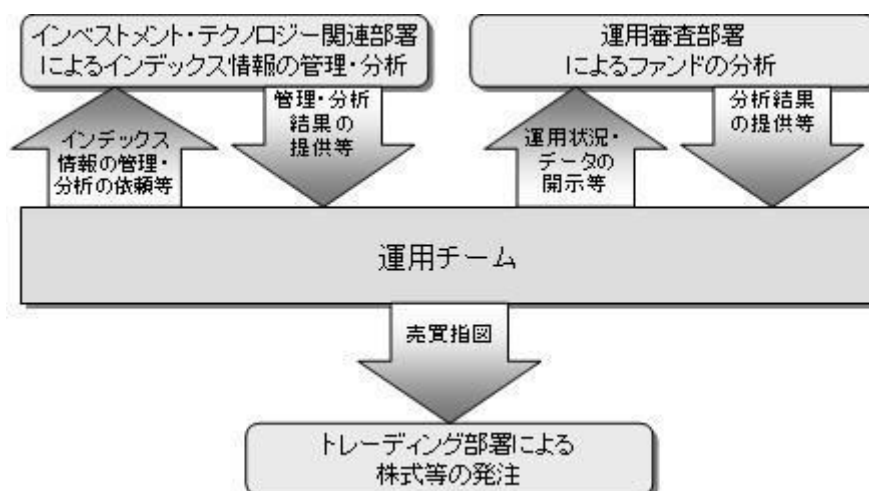 インベストメント・テクノロジー関連部署
によるインデックス情報の管理・分析
運用審査部署
によるファンドの分析
インデックス
情報の管理・
分析の依頼等
管理・分析
結果の
提供等
運用状況・
データの
開示等
分析結果
の提供等
運用チーム
売買指図
トレーディング部署による
株式等の発注